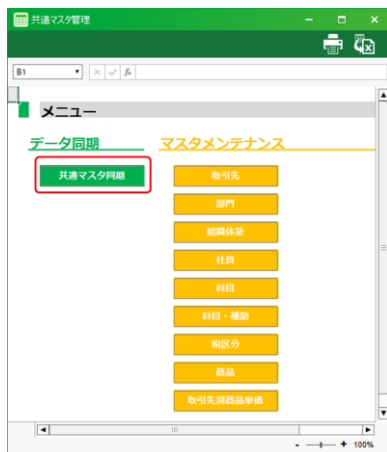 共通マスタ管理
B1
fx
メニュー
データ同期 マスタメンテナンス
共通マスタ同期
取引先
部門
組織体系
社員
科目
科目・補助
税区分
商品
取引先別商品単価
- + 100%